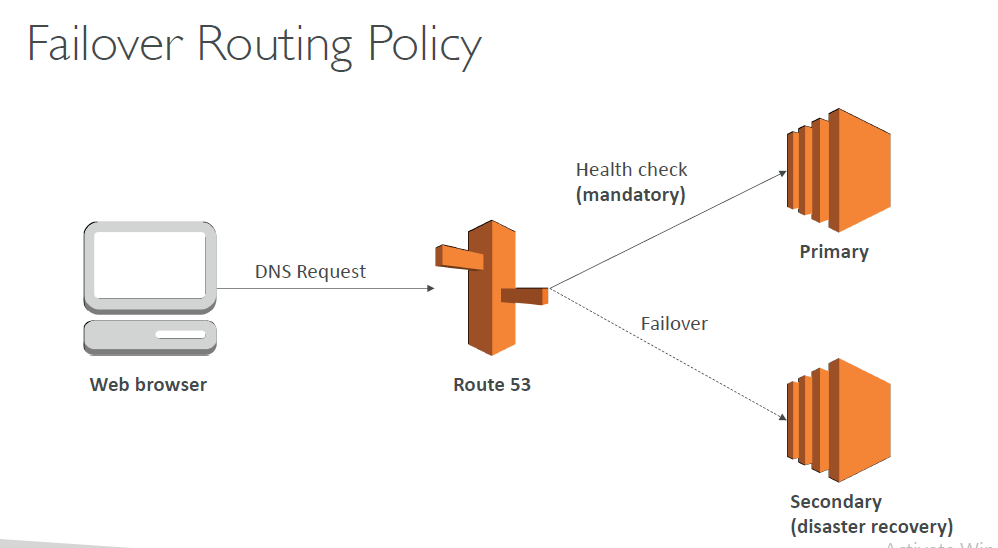 Failover Routing Policy
Health check
(mandatory)
Primary
DNS Request
Failover
Web browser
Route 53
Secondary
(disaster recovery)